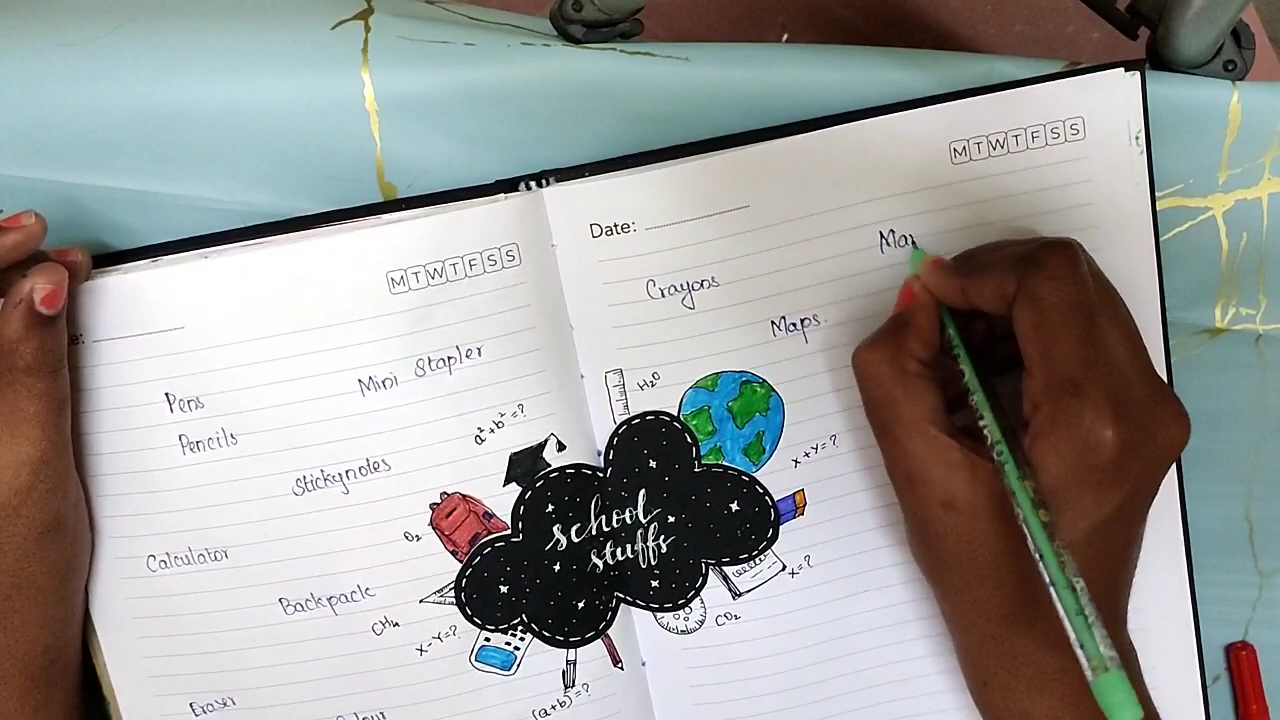 MTWTFSS
Pens
Mini Stapler
Pencils
Stickynotes
Calculator
Backpack
Eraser
a²+b²=?
O₂
CH₄
x-y=?
(a+b)²=?
school
stuffs
MTWTFSS
Date:
Crayons
Maps.
H₂O
x+y=?
x=?
CO₂